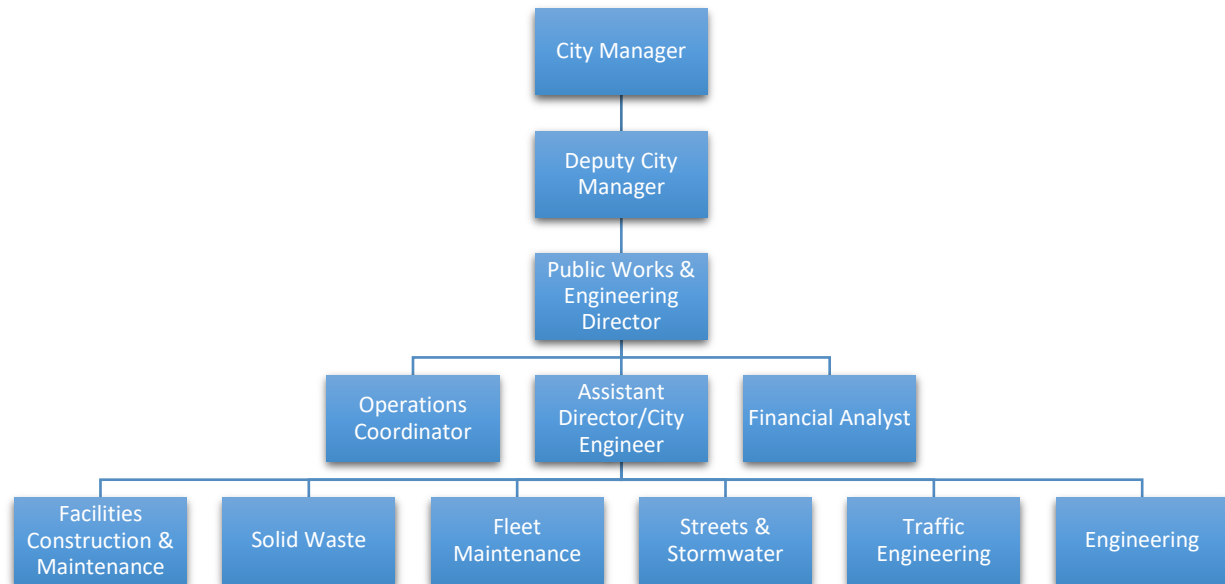 City Manager
Deputy City
Manager
Public Works &
Engineering
Director
Operations
Coordinator
Assistant
Director/City
Engineer
Financial Analyst
Facilities
Construction &
Maintenance
Solid Waste
Fleet
Maintenance
Streets &
Stormwater
Traffic
Engineering
Engineering